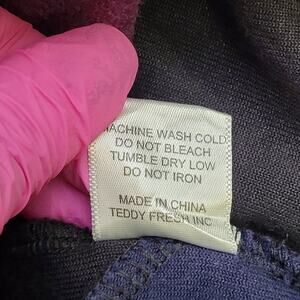 MACHINE WASH COLD
DO NOT BLEACH
TUMBLE DRY LOW
DO NOT IRON
MADE IN CHINA
TEDDY FRESH INC